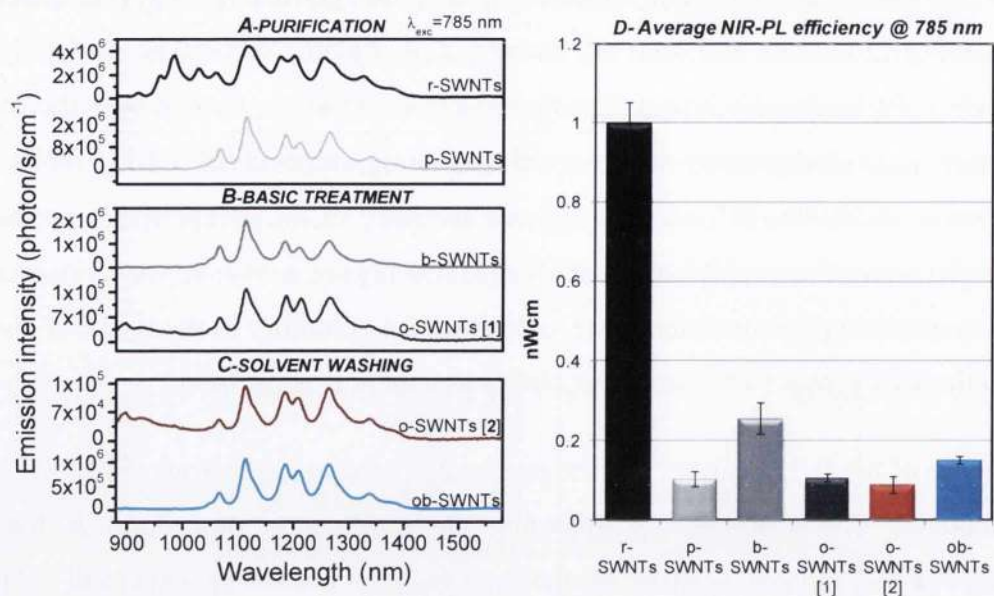 A-PURIFICATION
λexc=785 nm
4x10⁶
2x10⁶
0
r-SWNTs
2x10⁶
8x10⁵
0
p-SWNTs
B-BASIC TREATMENT
2x10⁶
1x10⁶
0
b-SWNTs
1x10⁵
7x10⁴
0
o-SWNTs [1]
C-SOLVENT WASHING
1x10⁵
7x10⁴
0
o-SWNTs [2]
1x10⁶
5x10⁵
0
ob-SWNTs
Emission intensity (photon/s/cm⁻¹)
900 1000 1100 1200 1300 1400 1500
Wavelength (nm)
D- Average NIR-PL efficiency @ 785 nm
1.2
1
0.8
0.6
0.4
0.2
0
nWcm
r- p- b- o- o- ob-
SWNTs SWNTs SWNTs SWNTs SWNTs SWNTs
[1] [2]